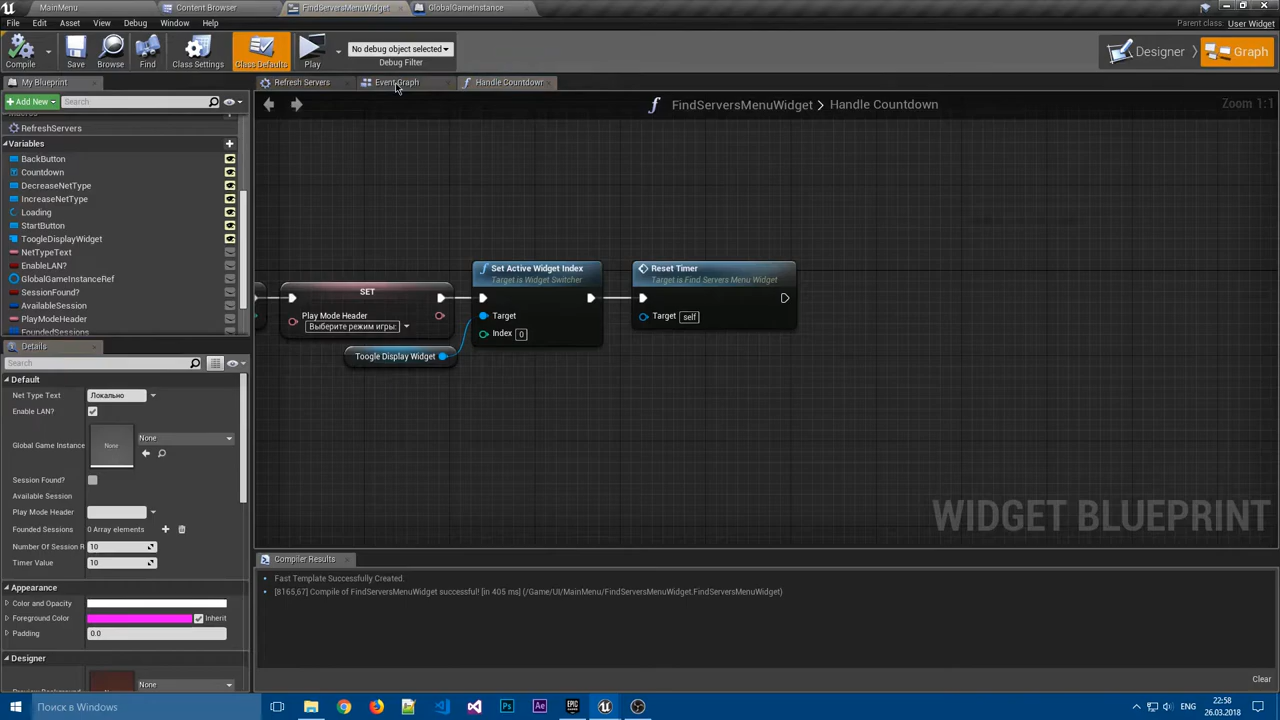 MainMenu
Content Browser
FindServersMenuWidget
GlobalGameInstance
File Edit Asset View Debug Window Help
Parent class: User Widget
Compile
Save
Browse
Find
Class Settings
Class Defaults
Play
No debug object selected
Debug Filter
Designer
Graph
My Blueprint
Refresh Servers
Event Graph
Handle Countdown
Add New
Search
FindServersMenuWidget > Handle Countdown
Zoom 1:1
RefreshServers
Variables
BackButton
Countdown
DecreaseNetType
IncreaseNetType
Loading
StartButton
ToogleDisplayWidget
NetTypeText
EnableLAN?
GlobalGameInstanceRef
SessionFound?
AvailableSession
PlayModeHeader
FoundedSessions
SET
Play Mode Header
Выберите режим игры:
Toogle Display Widget
Set Active Widget Index
Target is Widget Switcher
Target
Index 0
Reset Timer
Target is Find Servers Menu Widget
Target self
WIDGET BLUEPRINT
Details
Search
Default
Net Type Text Локально
Enable LAN?
Global Game Instance None None
Session Found?
Available Session
Play Mode Header
Founded Sessions 0 Array elements
Number Of Session R 10
Timer Value 10
Appearance
Color and Opacity
Foreground Color Inherit
Padding 0.0
Designer
None
Compiler Results
Fast Template Successfully Created.
[8165,67] Compile of FindServersMenuWidget successful! [in 405 ms] (/Game/UI/MainMenu/FindServersMenuWidget.FindServersMenuWidget)
Clear
Поиск в Windows
ENG
22:58
26.03.2018